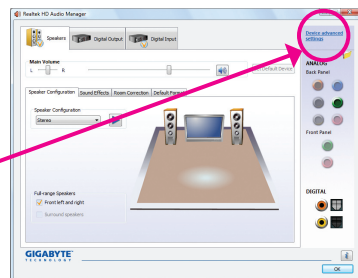 Realtek HD Audio Manager
Speakers
Digital Output
Digital Input
Device advanced settings
Main Volume
L
R
Default Device
ANALOG
Back Panel
Speaker Configuration
Sound Effects
Room Correction
Default Format
Speaker Configuration
Stereo
Front Panel
Full-range Speakers
Front left and right
Surround speakers
DIGITAL
GIGABYTE
TECHNOLOGY
OK